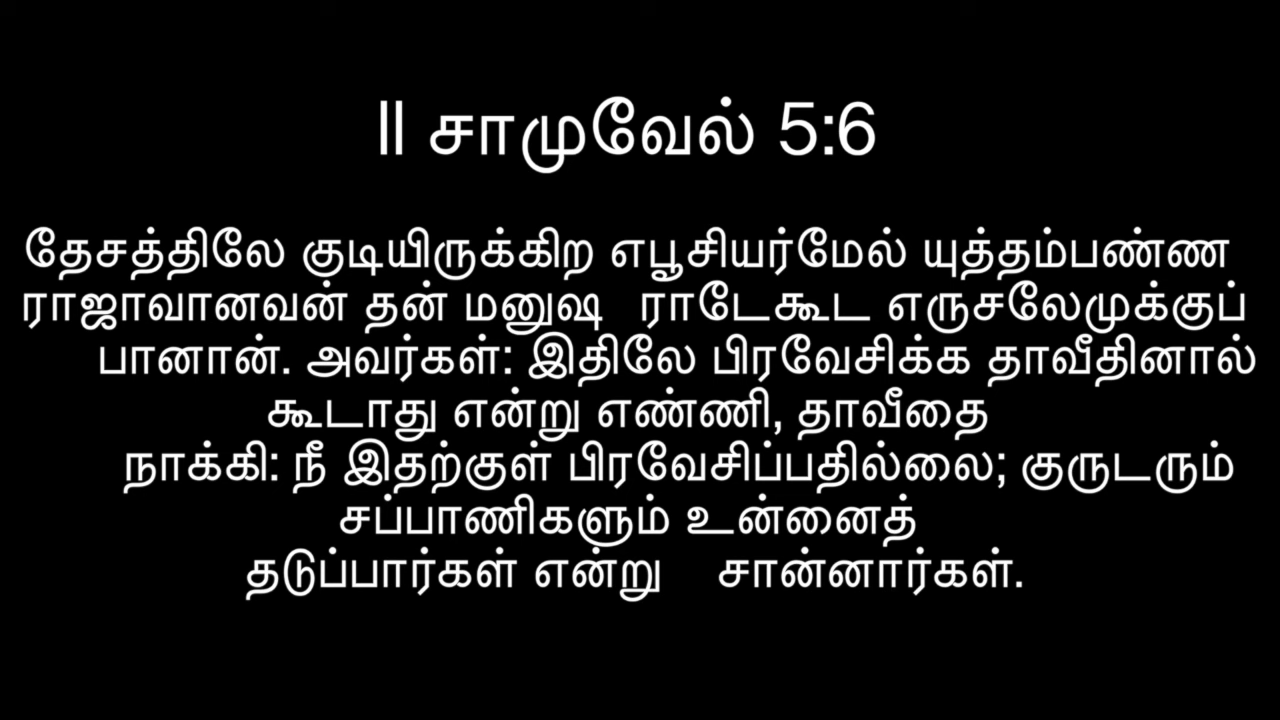 II சாமுவேல் 5:6
தேசத்திலே குடியிருக்கிற எபூசியர்மேல் யுத்தம்பண்ண
ராஜாவானவன் தன் மனுஷ ராடேகூட எருசலேமுக்குப்
பானான். அவர்கள்: இதிலே பிரவேசிக்க தாவீதினால்
கூடாது என்று எண்ணி, தாவீதை
நாக்கி: நீ இதற்குள் பிரவேசிப்பதில்லை; குருடரும்
சப்பாணிகளும் உன்னைத்
தடுப்பார்கள் என்று சான்னார்கள்.